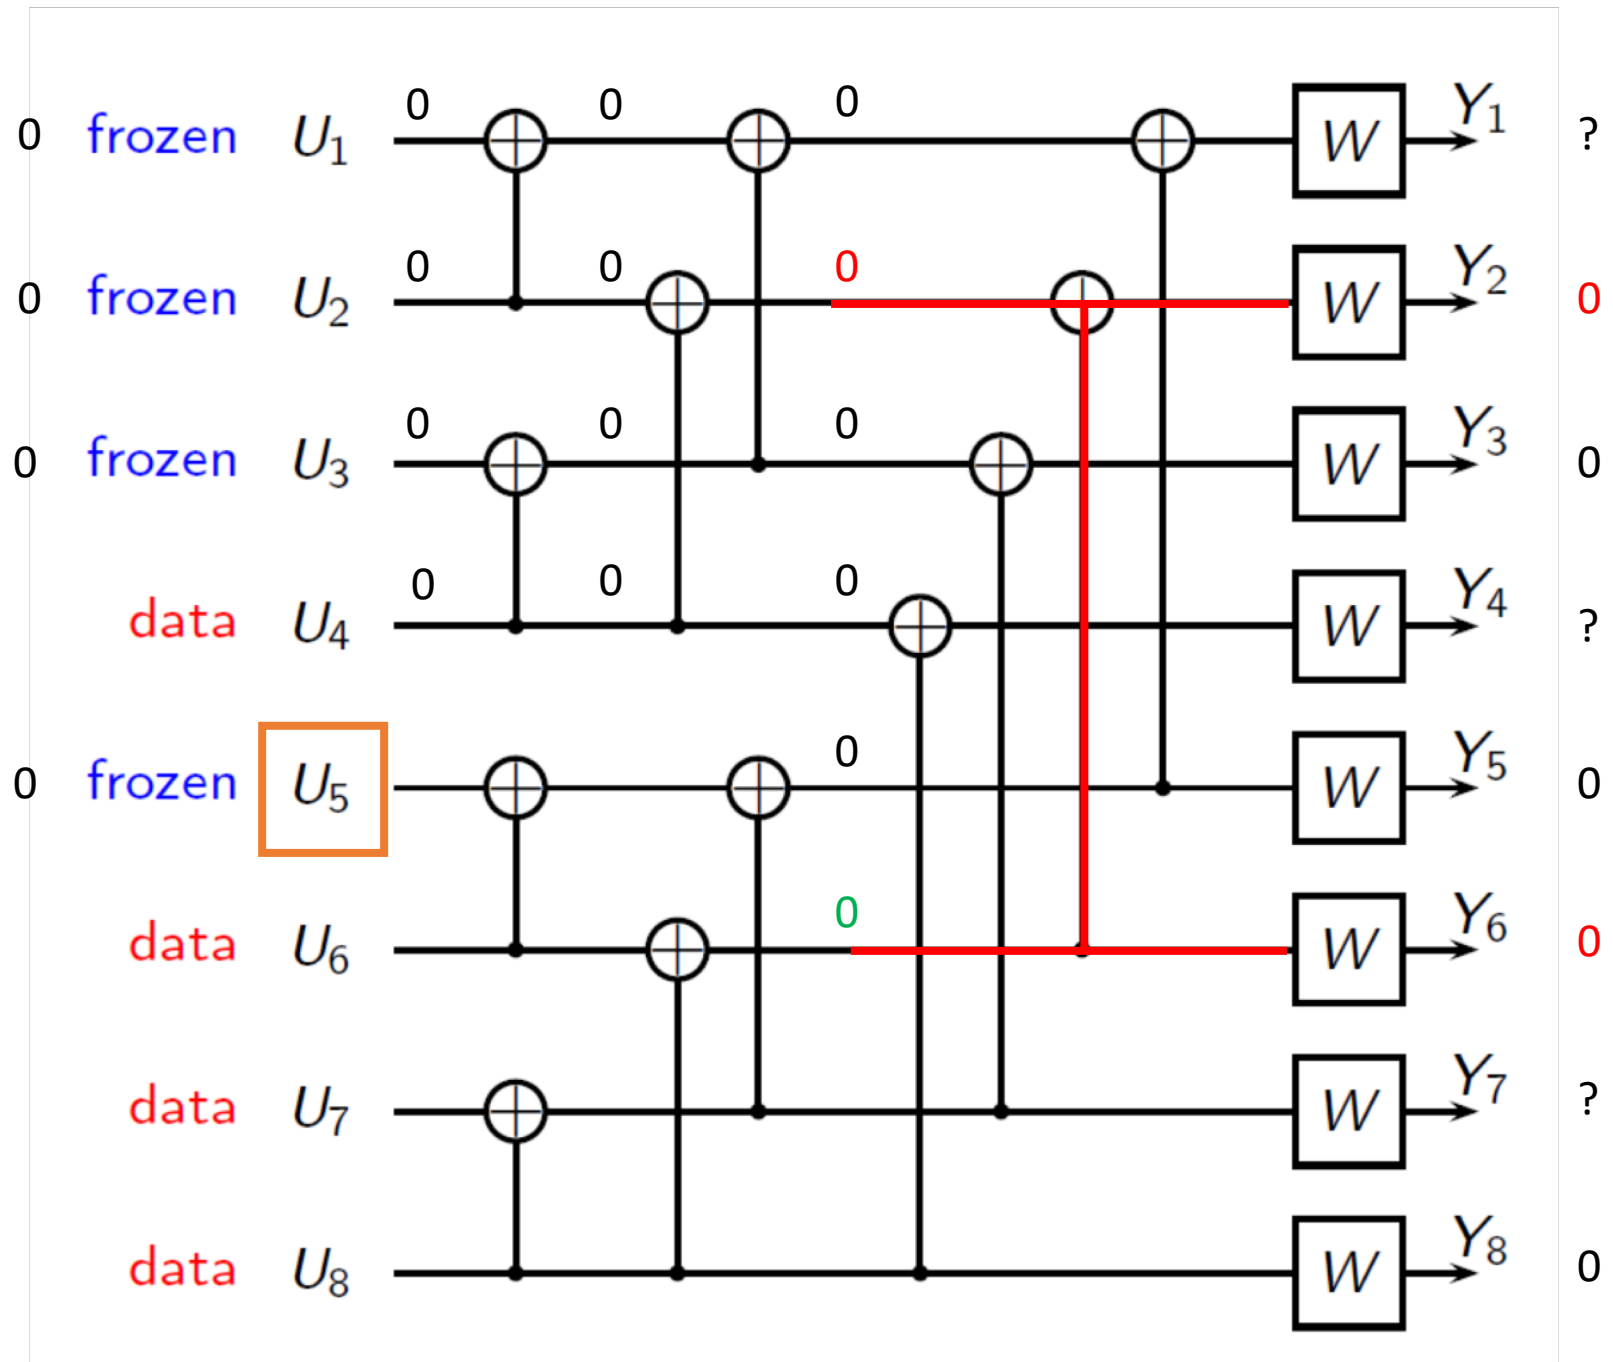 0 0 0
0 frozen U₁ W Y₁ ?
0 0 0
0 frozen U₂ W Y₂ 0
0 0 0
0 frozen U₃ W Y₃ 0
0 0 0
data U₄ W Y₄ ?
0
0 frozen U₅ W Y₅ 0
0
data U₆ W Y₆ 0
data U₇ W Y₇ ?
data U₈ W Y₈ 0